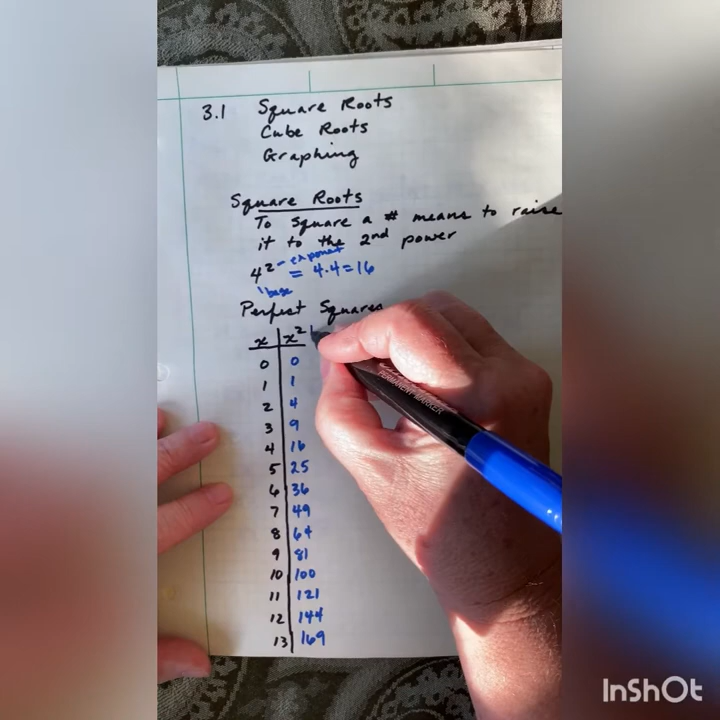 3.1 Square Roots
Cube Roots
Graphing
Square Roots
To square a # means to raise
it to the 2nd power
4² - exponent
= 4·4=16
base
Perfect Squares
x x²
0 0
1 1
2 4
3 9
4 16
5 25
6 36
7 49
8 64
9 81
10 100
11 121
12 144
13 169
PERMANENT MARKER
InShOt